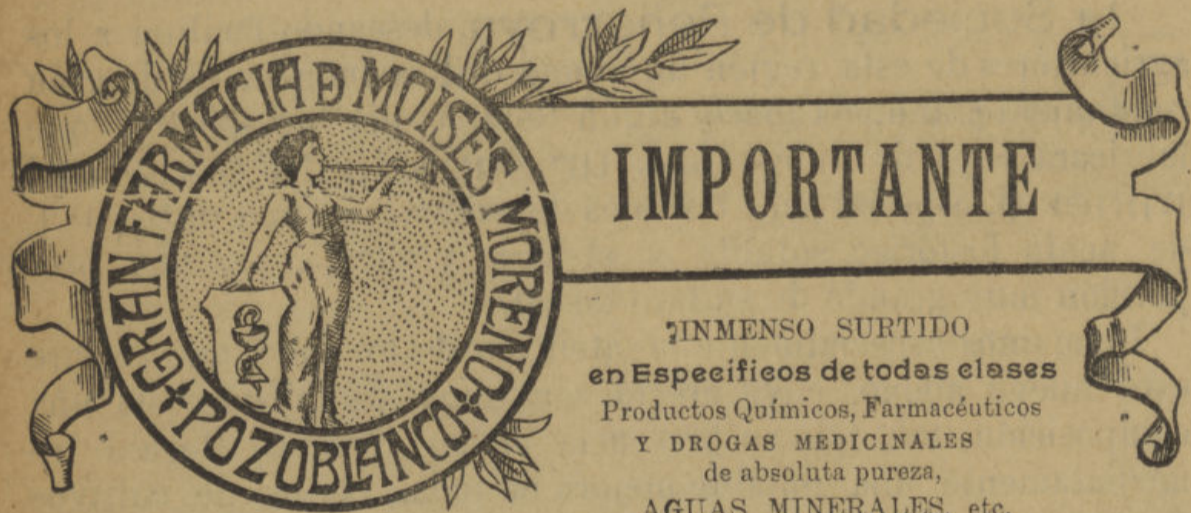 GRAN FARMACIA D MOISES MORENO
POZOBLANCO
IMPORTANTE
INMENSO SURTIDO
en Específicos de todas clases
Productos Químicos, Farmacéuticos
Y DROGAS MEDICINALES
de absoluta pureza,
AGUAS MINERALES, etc.